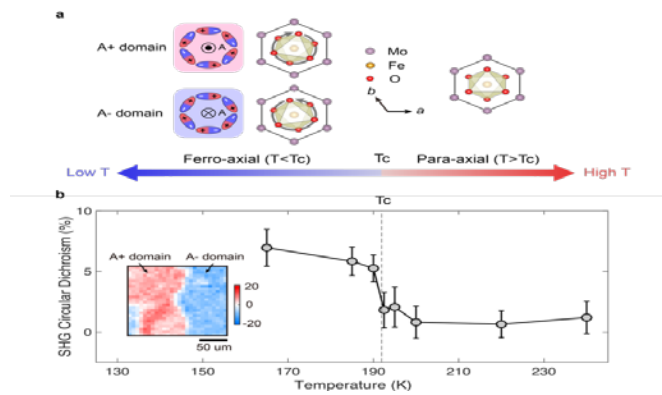 a
A+ domain
A
A- domain
A
Mo
Fe
O
b
a
Ferro-axial (T<Tc)
Tc
Para-axial (T>Tc)
Low T
High T
b
Tc
SHG Circular Dichroism (%)
10
5
0
A+ domain
A- domain
20
0
-20
50 um
130
150
170
190
210
230
Temperature (K)